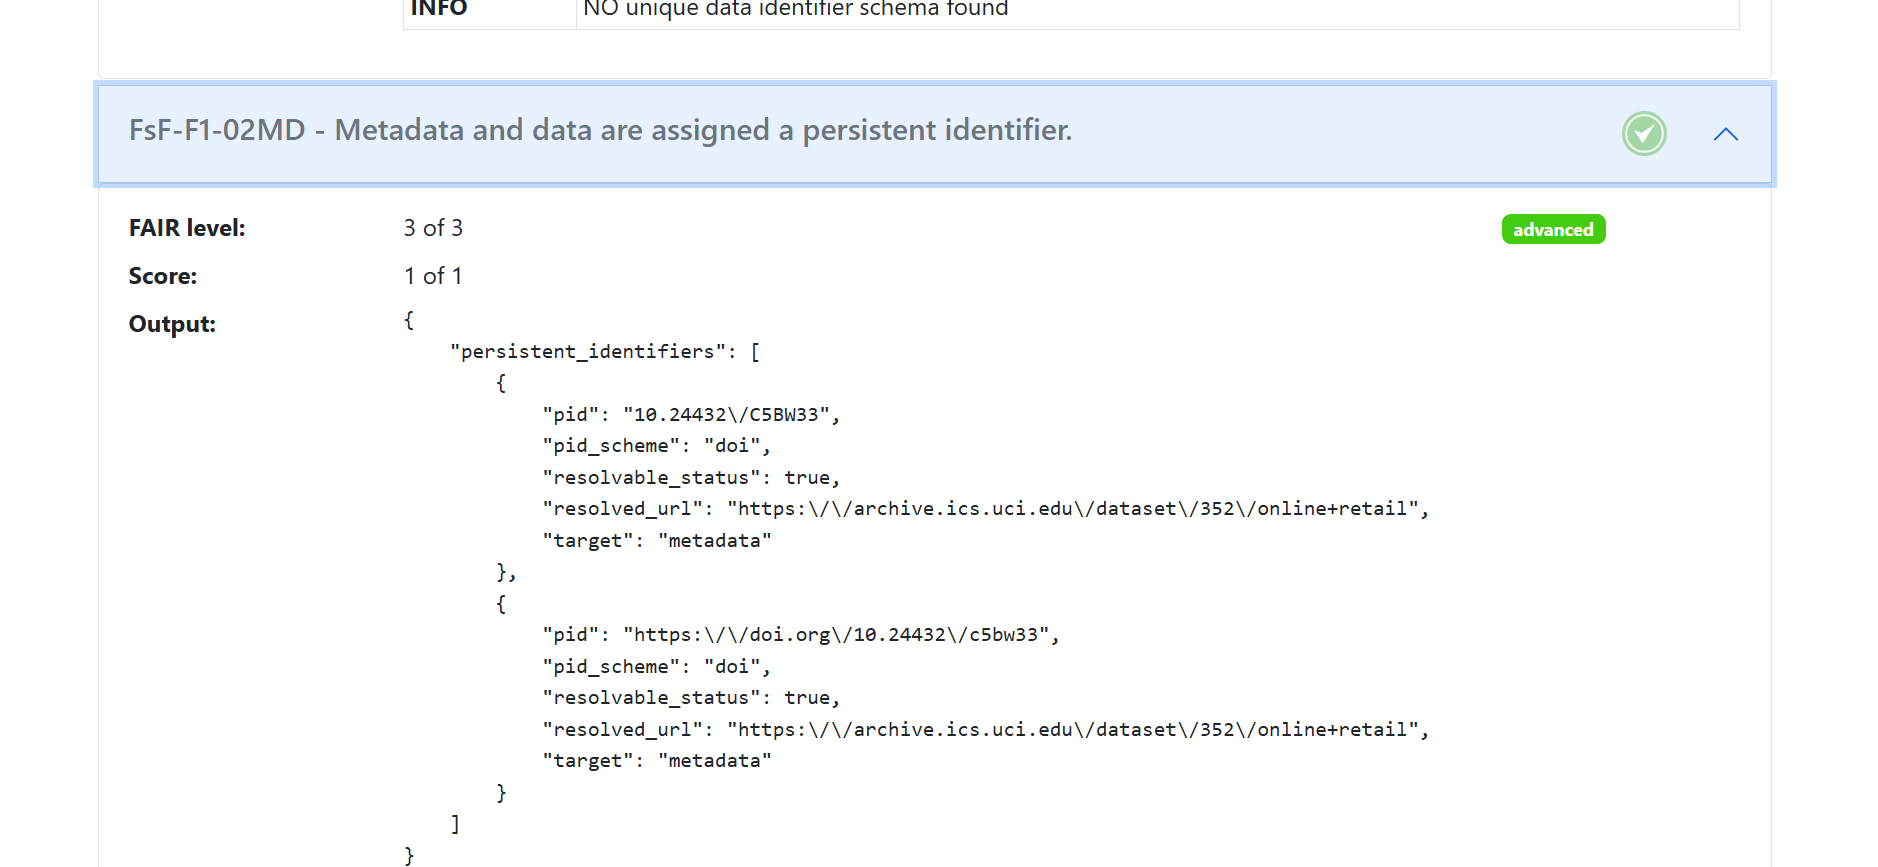 INFO NO unique data identifier schema found
FsF-F1-02MD - Metadata and data are assigned a persistent identifier.
FAIR level: 3 of 3 advanced
Score: 1 of 1
Output: {
"persistent_identifiers": [
{
"pid": "10.24432\/C5BW33",
"pid_scheme": "doi",
"resolvable_status": true,
"resolved_url": "https:\/\/archive.ics.uci.edu\/dataset\/352\/online+retail",
"target": "metadata"
},
{
"pid": "https:\/\/doi.org\/10.24432\/c5bw33",
"pid_scheme": "doi",
"resolvable_status": true,
"resolved_url": "https:\/\/archive.ics.uci.edu\/dataset\/352\/online+retail",
"target": "metadata"
}
]
}